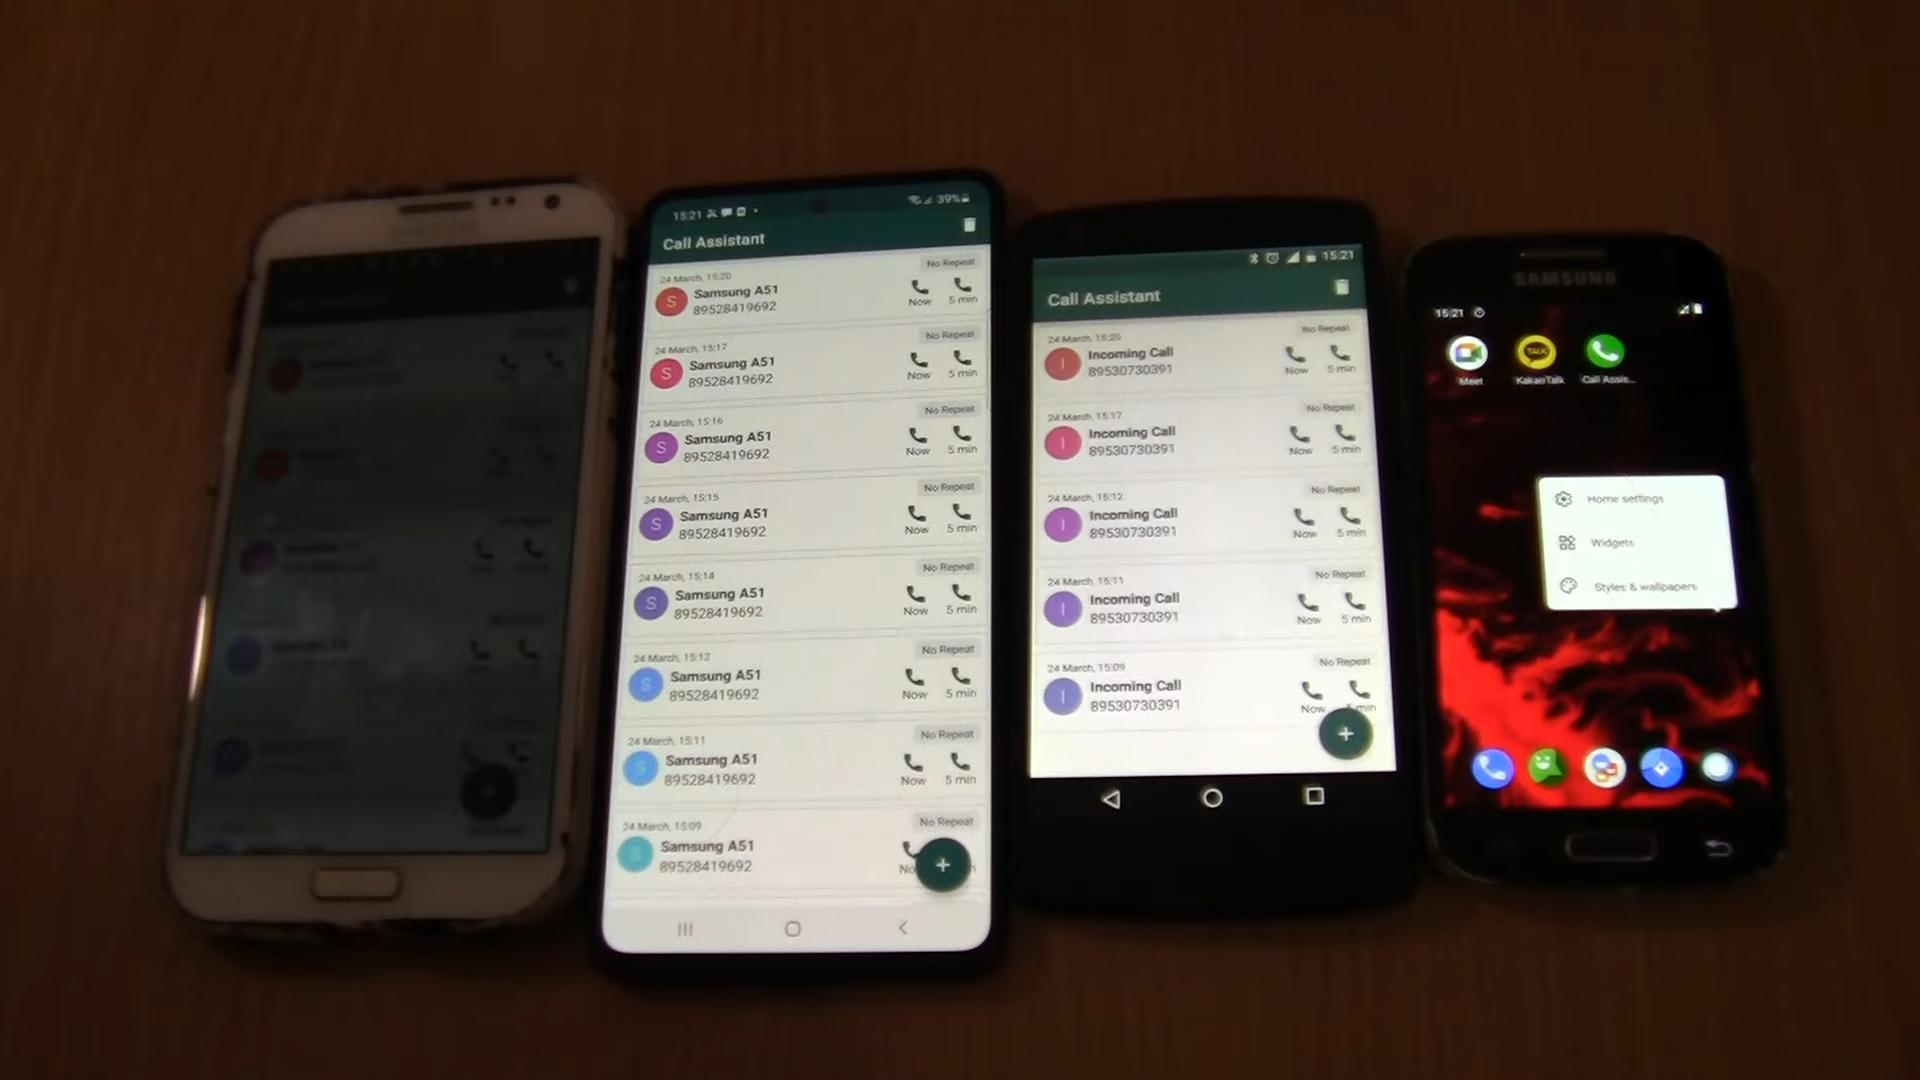 SAMSUNG
15:21 39%
Call Assistant
No Repeat
24 March, 15:20
Samsung A51
89528419692
Now 5 min
No Repeat
24 March, 15:17
Samsung A51
89528419692
Now 5 min
No Repeat
24 March, 15:16
Samsung A51
89528419692
Now 5 min
No Repeat
24 March, 15:15
Samsung A51
89528419692
Now 5 min
No Repeat
24 March, 15:14
Samsung A51
89528419692
Now 5 min
No Repeat
24 March, 15:12
Samsung A51
89528419692
Now 5 min
No Repeat
24 March, 15:11
Samsung A51
89528419692
Now 5 min
No Repeat
24 March, 15:09
Samsung A51
89528419692
15:21
Call Assistant
No Repeat
24 March, 15:20
Incoming Call
89530730391
Now 5 min
No Repeat
24 March, 15:17
Incoming Call
89530730391
Now 5 min
No Repeat
24 March, 15:12
Incoming Call
89530730391
Now 5 min
No Repeat
24 March, 15:11
Incoming Call
89530730391
Now 5 min
No Repeat
24 March, 15:09
Incoming Call
89530730391
Now 5 min
SAMSUNG
15:21
Meet KakaoTalk Call Assis...
Home settings
Widgets
Styles & wallpapers